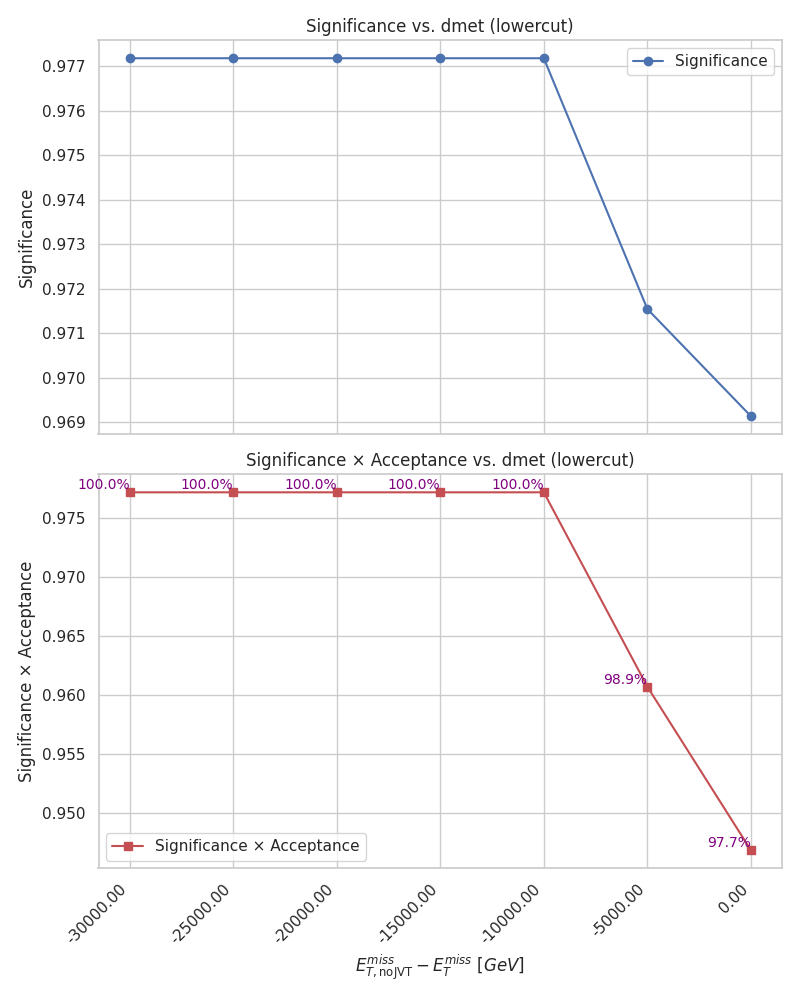 Significance vs. dmet (lowercut)
Significance
0.977
0.976
0.975
0.974
0.973
0.972
0.971
0.970
0.969
Significance
Significance × Acceptance vs. dmet (lowercut)
100.0% 100.0% 100.0% 100.0% 100.0%
98.9%
97.7%
0.975
0.970
0.965
0.960
0.955
0.950
Significance × Acceptance
Significance × Acceptance
-30000.00 -25000.00 -20000.00 -15000.00 -10000.00 -5000.00 0.00
$E_{T,noJVT}^{miss} - E_{T}^{miss}$ [GeV]